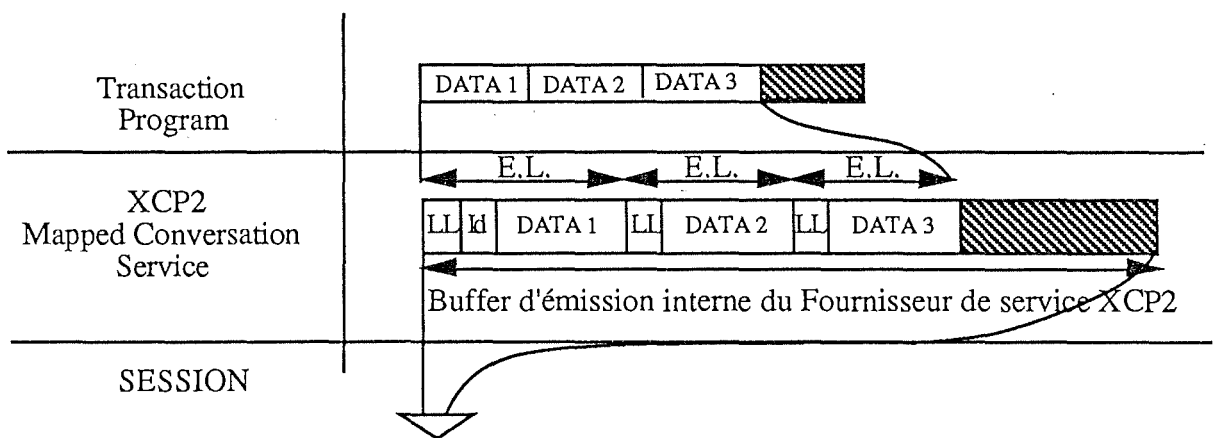 Transaction
Program
DATA 1 DATA 2 DATA 3
E.L. E.L. E.L.
XCP2
Mapped Conversation
Service
LL Id DATA 1 LL DATA 2 LL DATA 3
Buffer d'émission interne du Fournisseur de service XCP2
SESSION